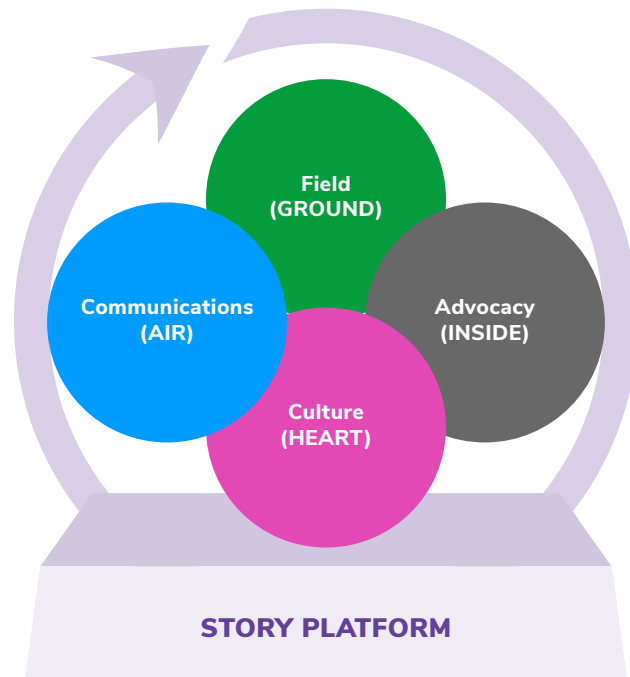 Field
(GROUND)
Communications
(AIR)
Advocacy
(INSIDE)
Culture
(HEART)
STORY PLATFORM